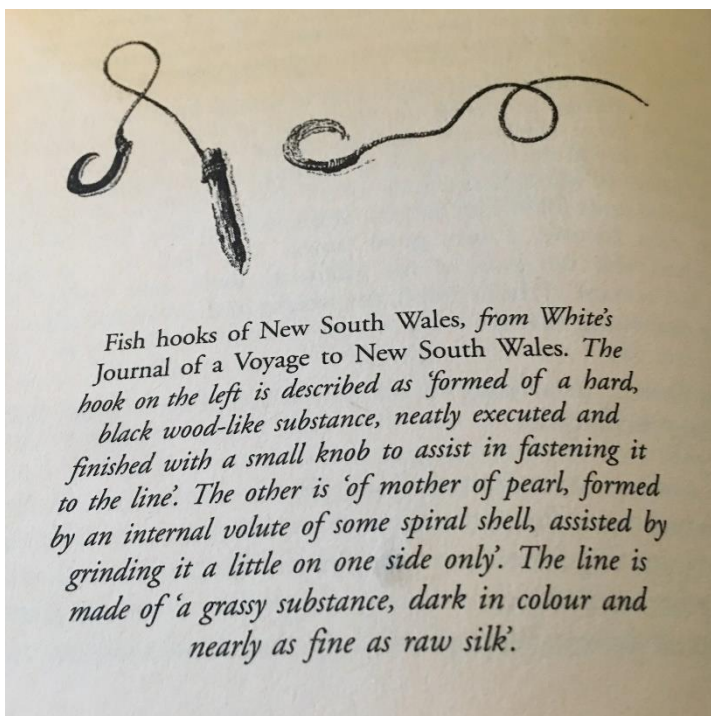 Fish hooks of New South Wales, from White’s
Journal of a Voyage to New South Wales. The
hook on the left is described as ‘formed of a hard,
black wood-like substance, neatly executed and
finished with a small knob to assist in fastening it
to the line’. The other is ‘of mother of pearl, formed
by an internal volute of some spiral shell, assisted by
grinding it a little on one side only’. The line is
made of ‘a grassy substance, dark in colour and
nearly as fine as raw silk’.